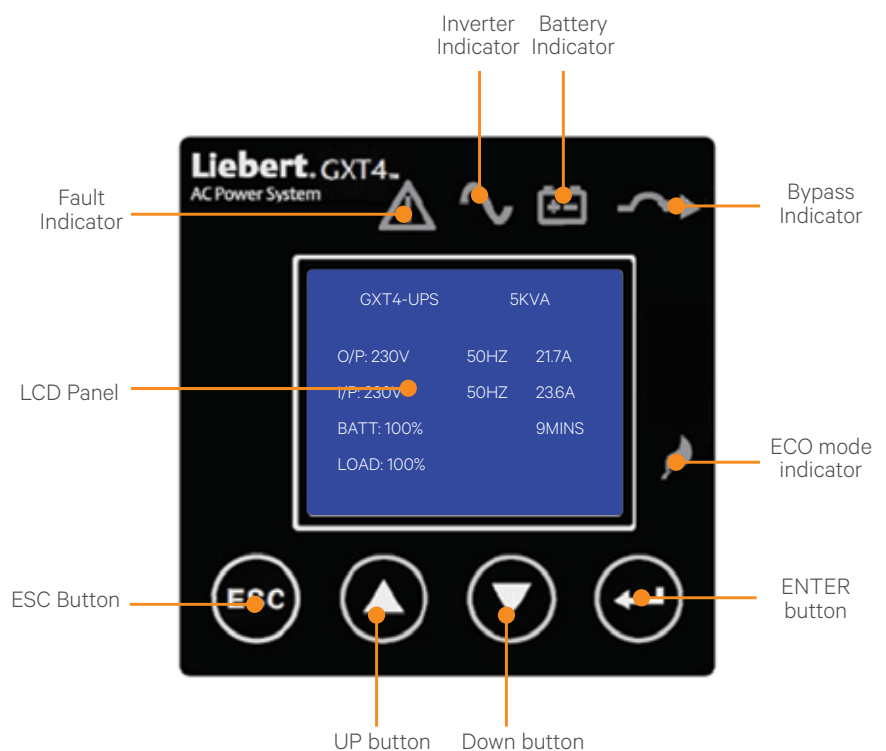 Inverter
Indicator
Battery
Indicator
Liebert. GXT4™
AC Power System
Fault
Indicator
Bypass
Indicator
GXT4-UPS 5KVA
O/P: 230V 50HZ 21.7A
I/P: 230V 50HZ 23.6A
BATT: 100% 9MINS
LOAD: 100%
LCD Panel
ECO mode
indicator
ESC Button
ESC
ENTER
button
UP button
Down button